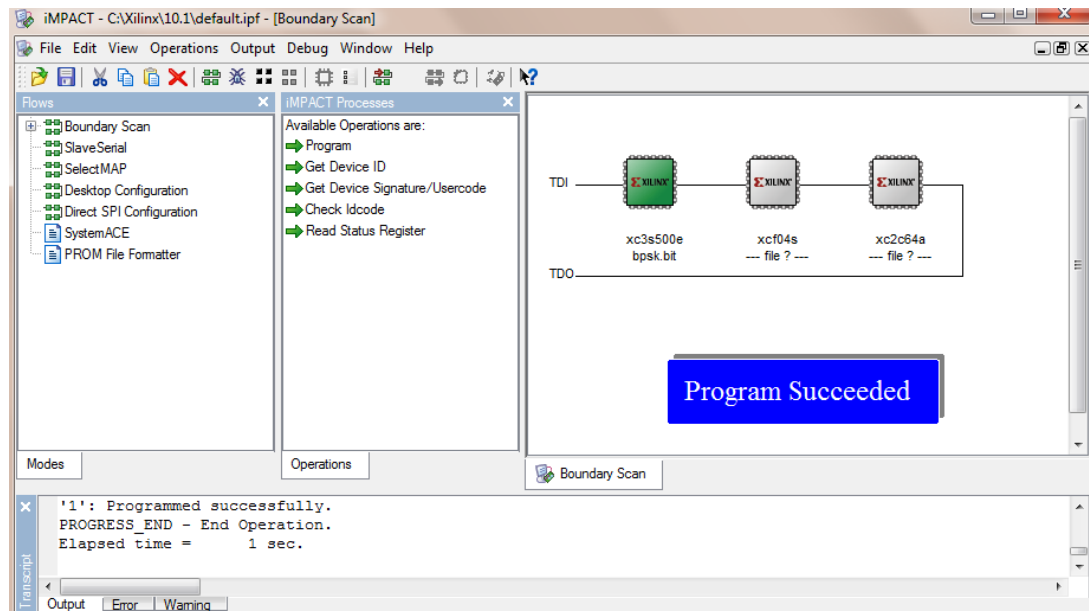 iMPACT - C:\Xilinx\10.1\default.ipf - [Boundary Scan]
File Edit View Operations Output Debug Window Help
Flows
Boundary Scan
SlaveSerial
SelectMAP
Desktop Configuration
Direct SPI Configuration
SystemACE
PROM File Formatter
Modes
iMPACT Processes
Available Operations are:
Program
Get Device ID
Get Device Signature/Usercode
Check Idcode
Read Status Register
Operations
TDI
XILINX XILINX XILINX
xc3s500e xcf04s xc2c64a
bpsk.bit --- file ? --- --- file ? ---
TDO
Program Succeeded
Boundary Scan
'1': Programmed successfully.
PROGRESS_END - End Operation.
Elapsed time = 1 sec.
Transcript
Output Error Warning